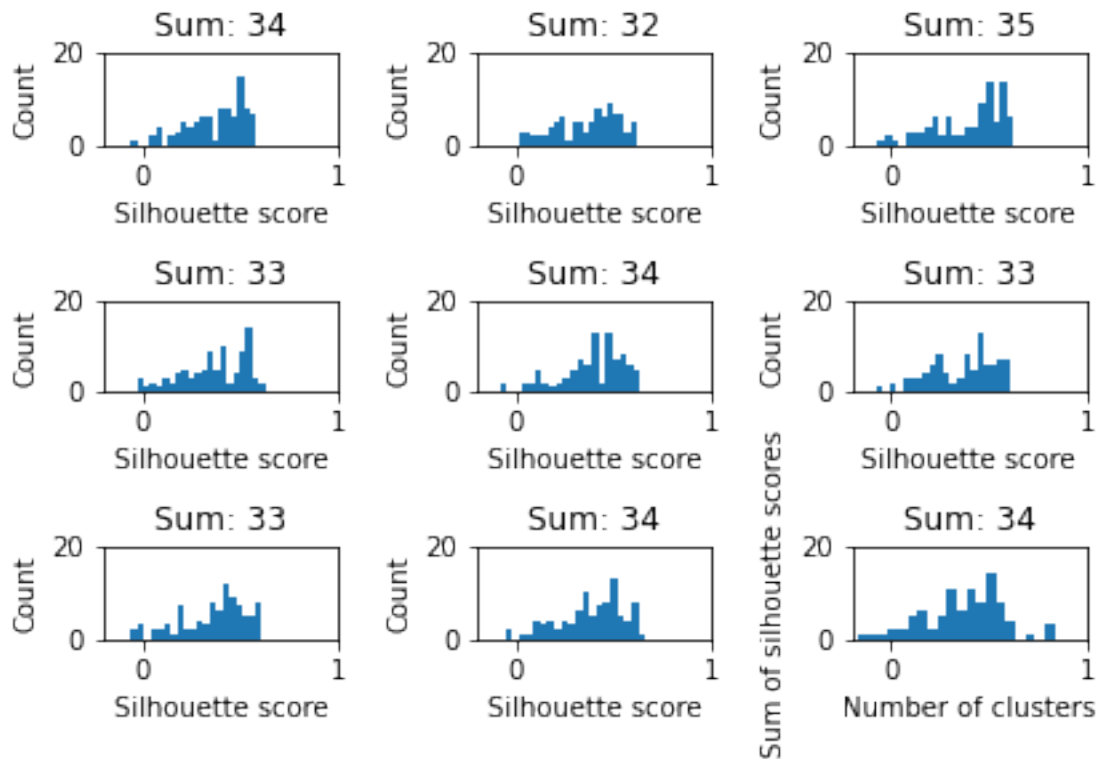 Sum: 34
Sum: 32
Sum: 35
20
Count
0
0
1
Silhouette score
20
Count
0
0
1
Silhouette score
20
Count
0
0
1
Silhouette score
Sum: 33
Sum: 34
Sum: 33
20
Count
0
0
1
Silhouette score
20
Count
0
0
1
Silhouette score
20
Count
0
0
1
Silhouette score
Sum: 33
Sum: 34
Sum: 34
20
Count
0
0
1
Silhouette score
20
Count
0
0
1
Silhouette score
Sum of silhouette scores
20
0
0
1
Number of clusters